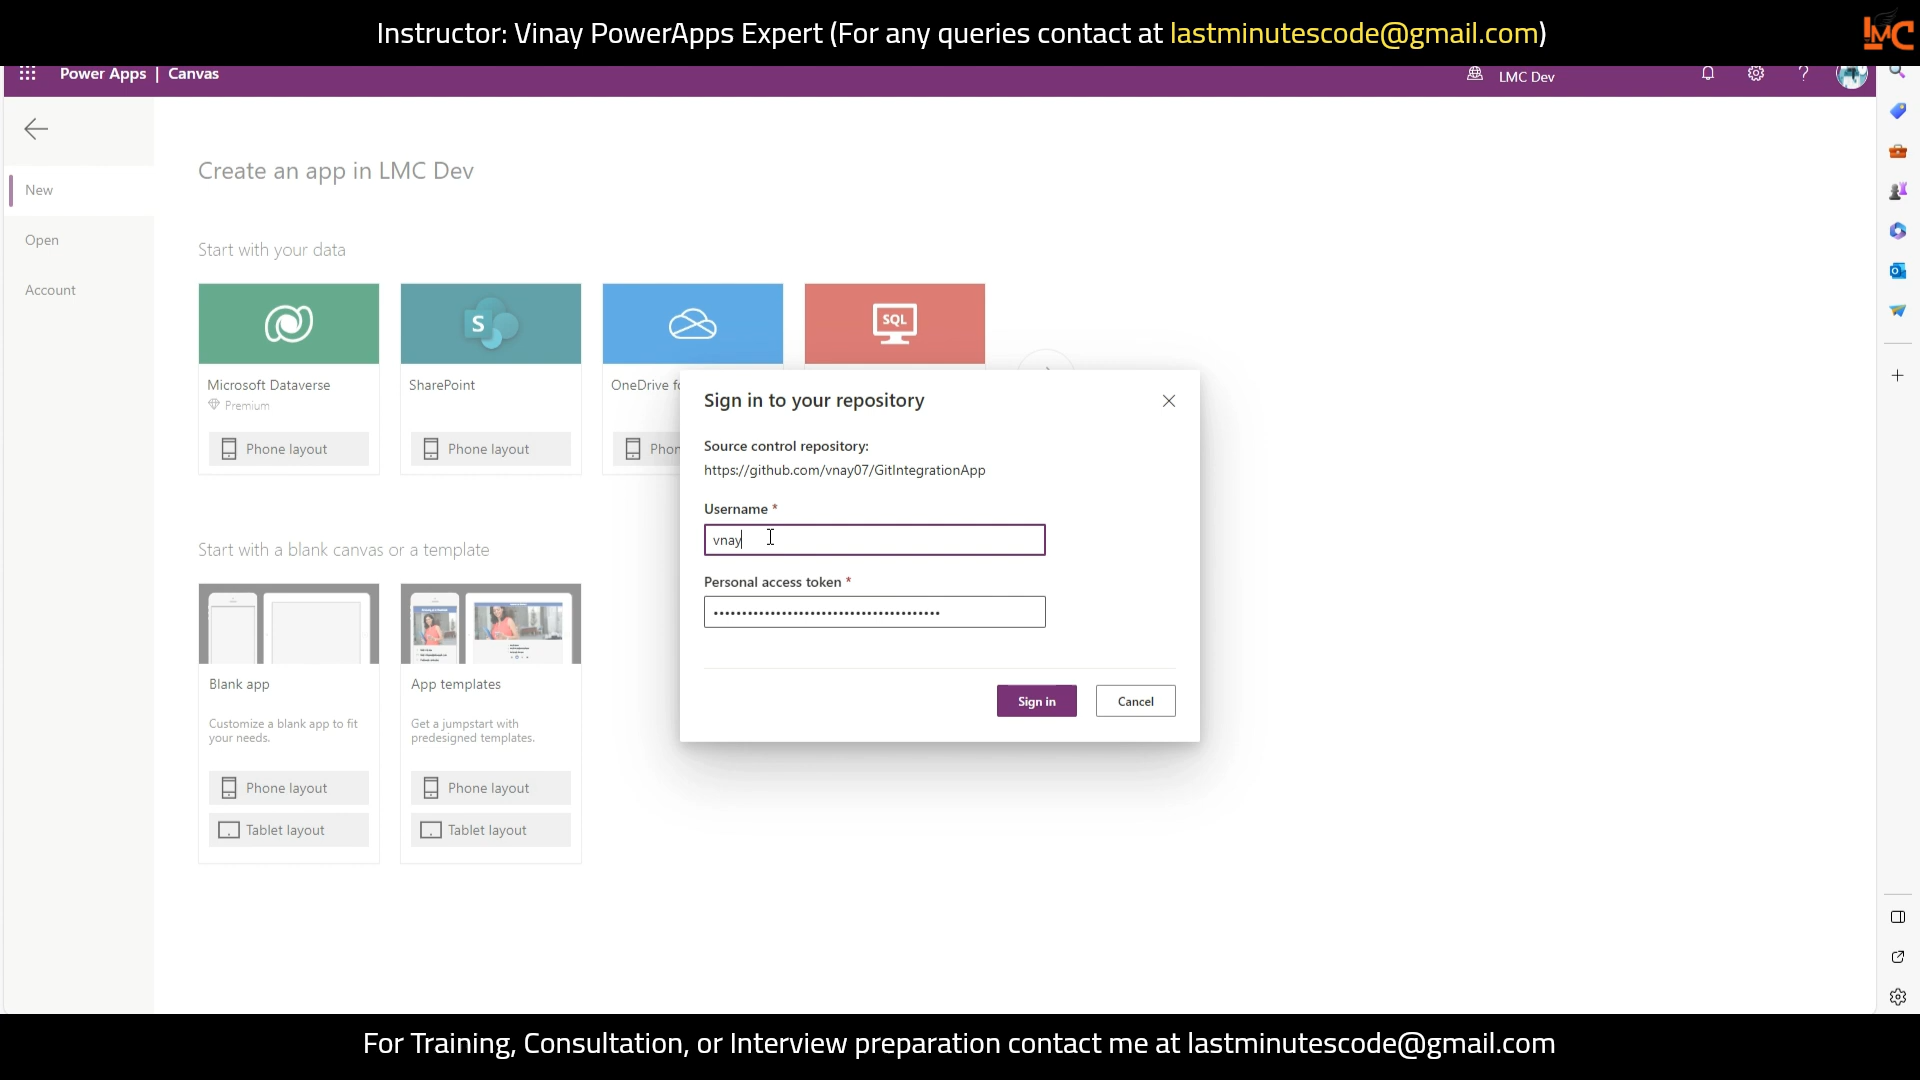 Instructor: Vinay PowerApps Expert (For any queries contact at lastminutescode@gmail.com)
LMC
Power Apps | Canvas
LMC Dev
Create an app in LMC Dev
New
Open
Account
Start with your data
S
SQL
Microsoft Dataverse
Premium
SharePoint
OneDrive fo
Phone layout
Phone layout
Phon
Sign in to your repository
Source control repository:
https://github.com/vnay07/GitIntegrationApp
Username *
vnay
Personal access token *
Sign in
Cancel
Start with a blank canvas or a template
Blank app
App templates
Customize a blank app to fit
your needs.
Get a jumpstart with
predesigned templates.
Phone layout
Phone layout
Tablet layout
Tablet layout
For Training, Consultation, or Interview preparation contact me at lastminutescode@gmail.com